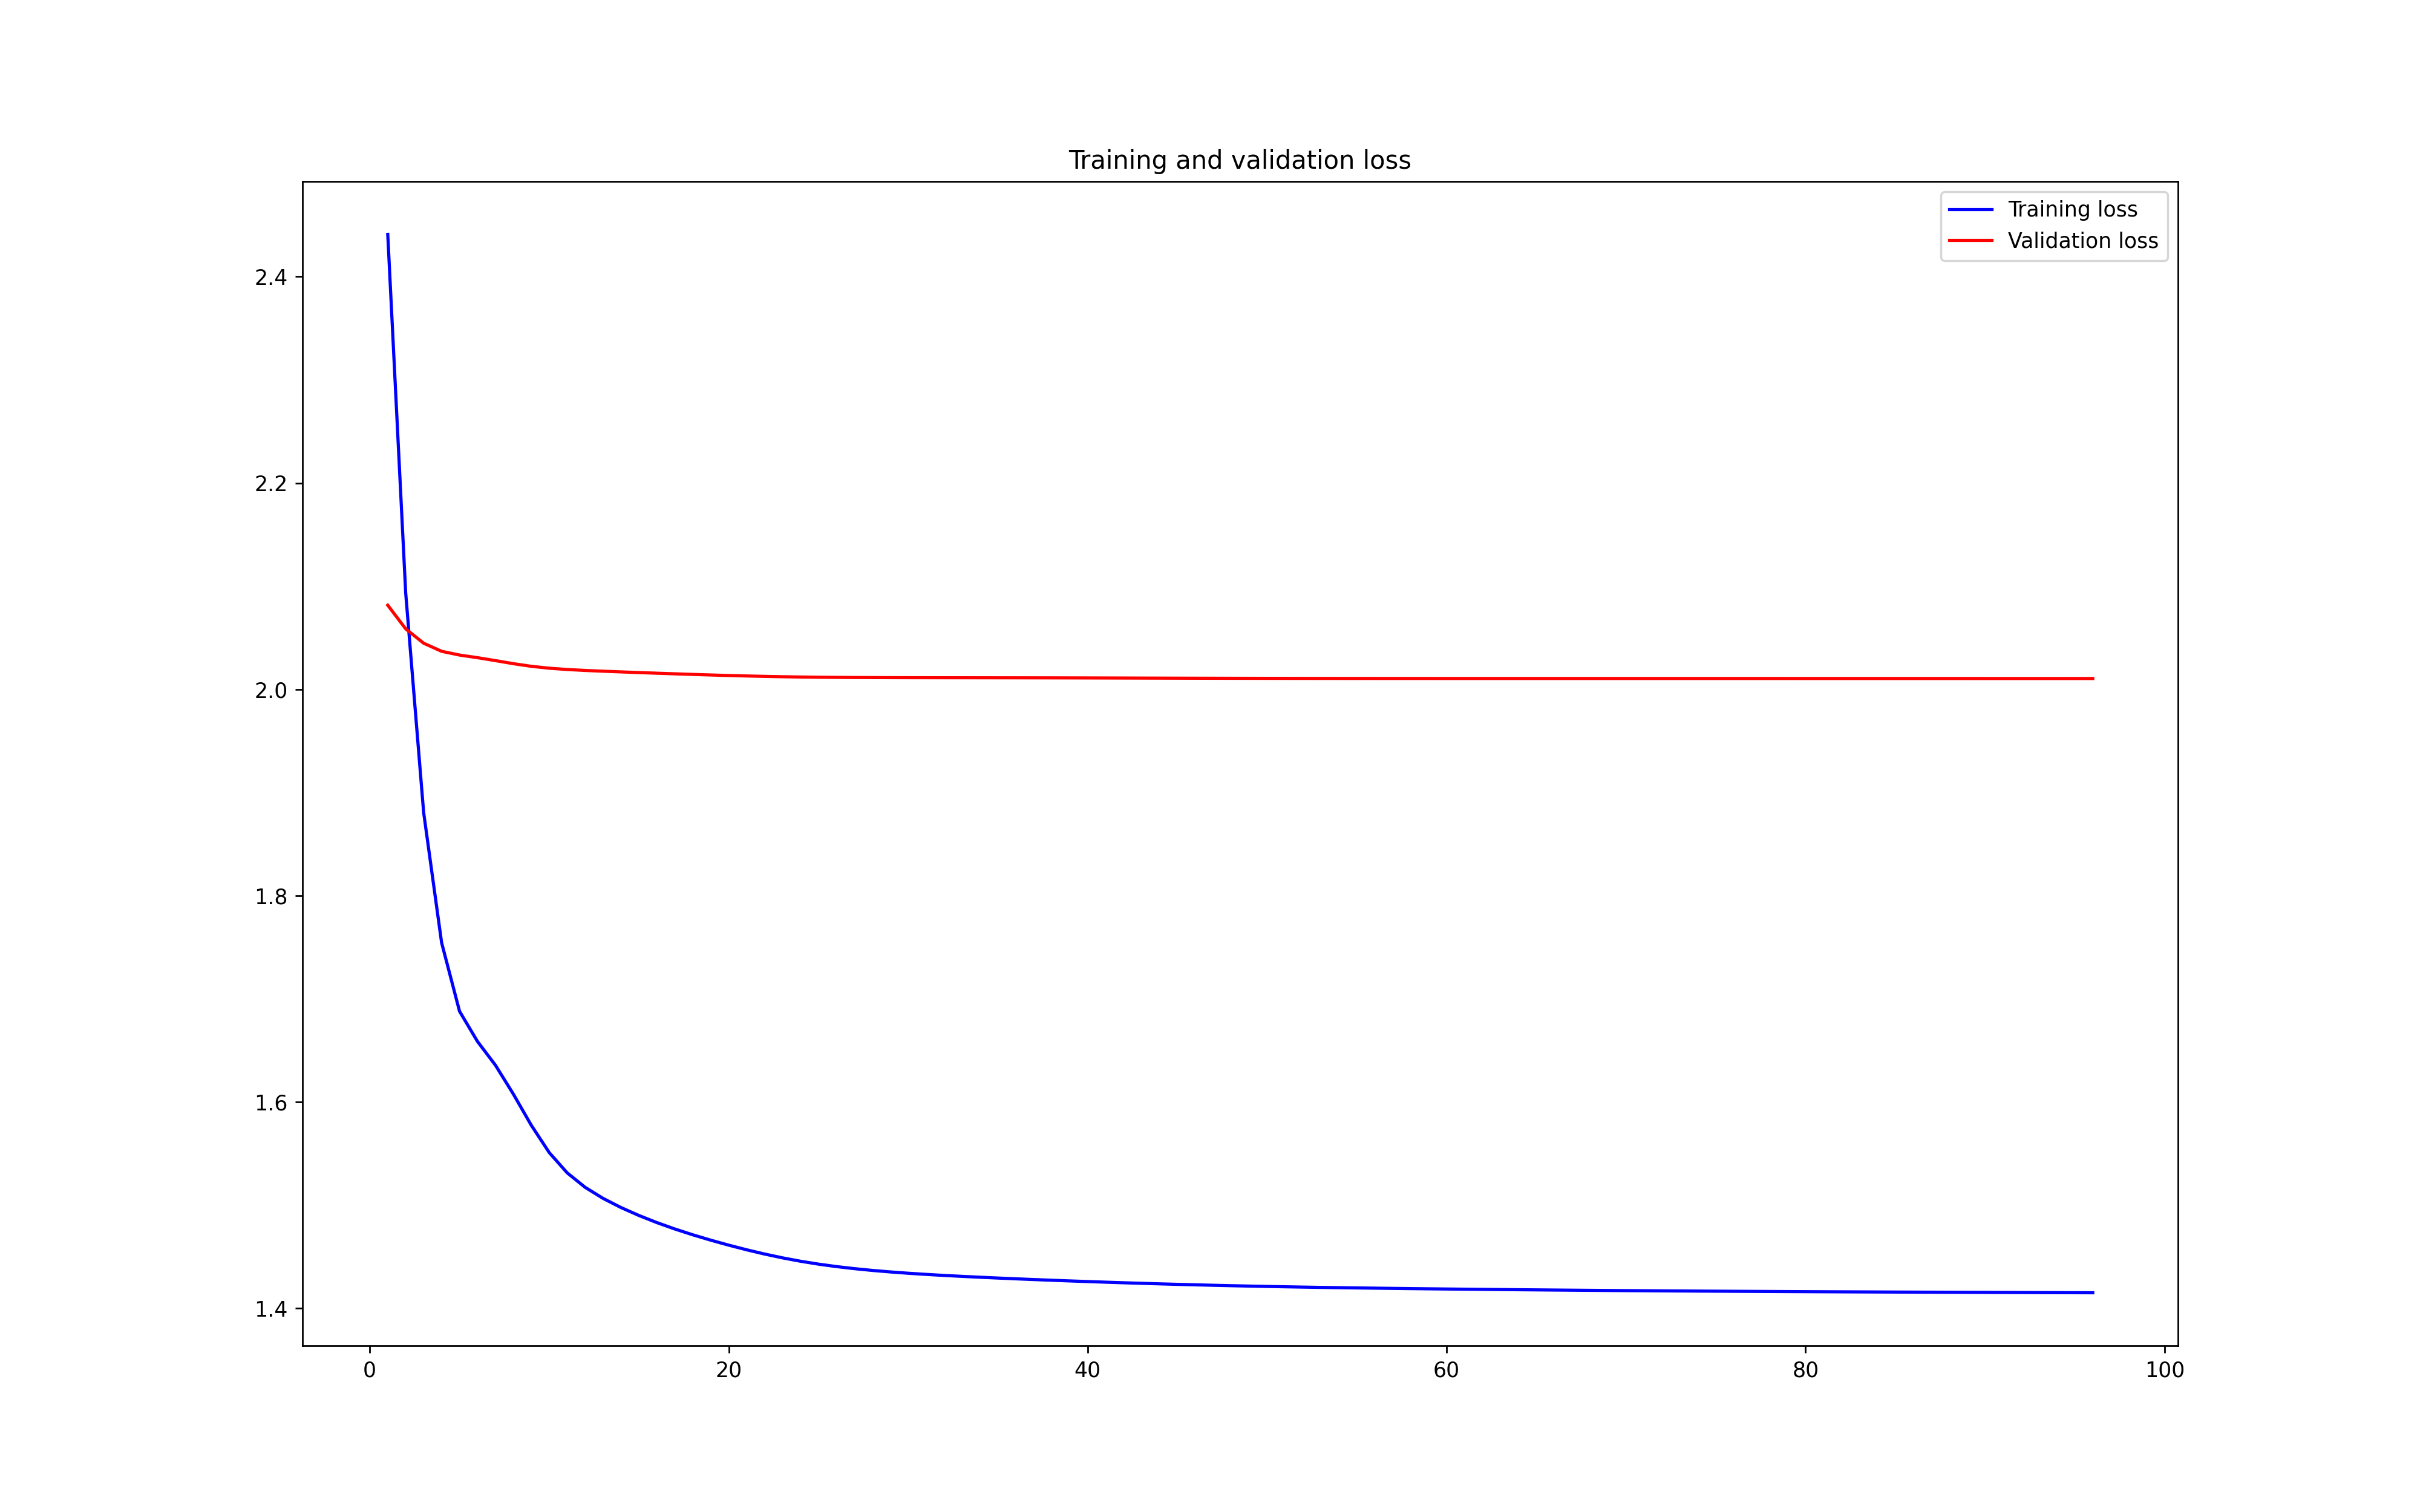 Training and validation loss
Training loss
Validation loss
2.4
2.2
2.0
1.8
1.6
1.4
0 20 40 60 80 100